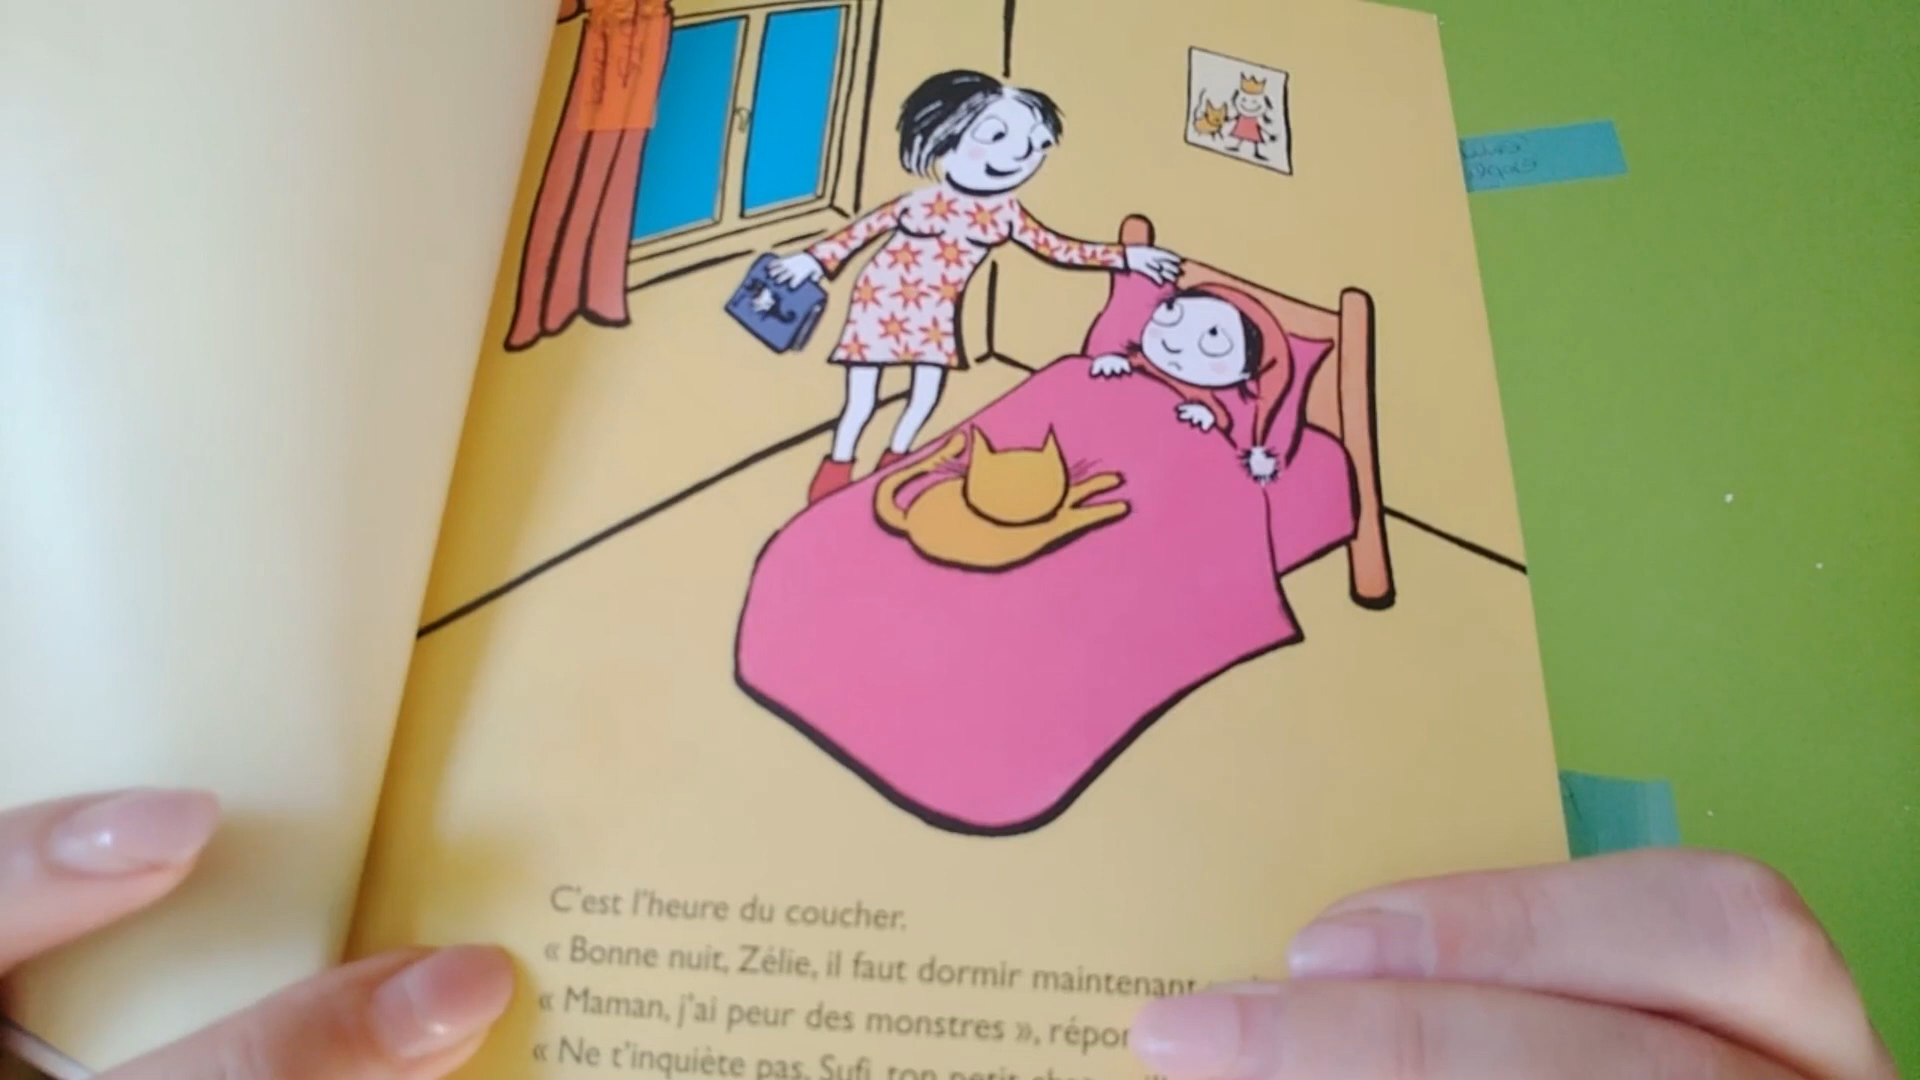 C'est l'heure du coucher.
« Bonne nuit, Zélie, il faut dormir maintenant
« Maman, j'ai peur des monstres », répon
« Ne t'inquiète pas, Sufi, ton petit